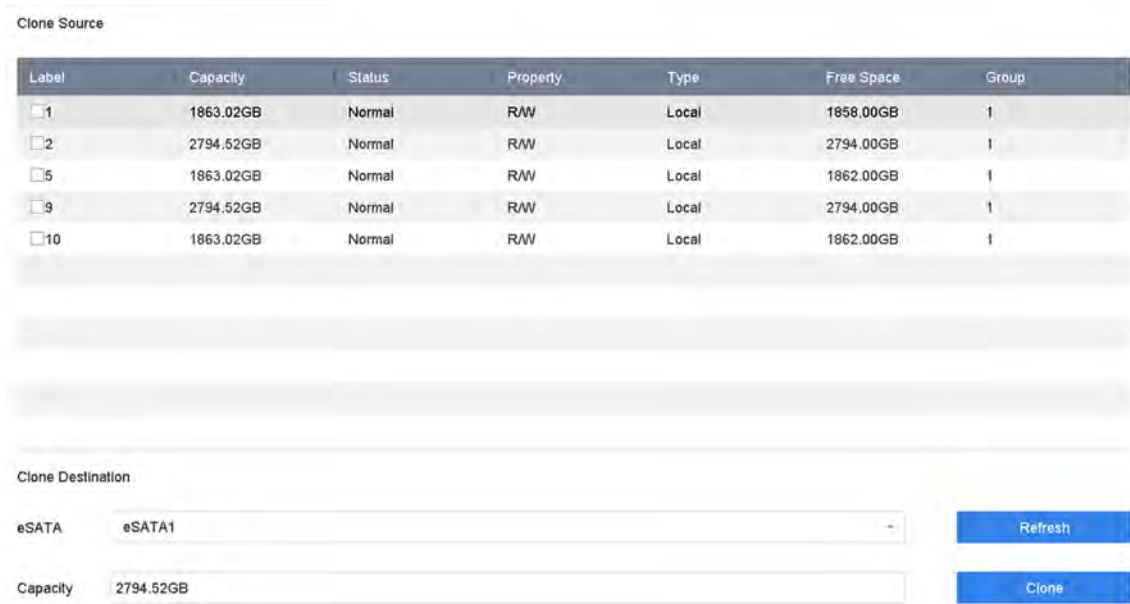 Clone Source
Label Capacity Status Property Type Free Space Group
1 1863.02GB Normal R/W Local 1858.00GB 1
2 2794.52GB Normal R/W Local 2794.00GB 1
5 1863.02GB Normal R/W Local 1862.00GB 1
9 2794.52GB Normal R/W Local 2794.00GB 1
10 1863.02GB Normal R/W Local 1862.00GB 1
Clone Destination
eSATA eSATA1 Refresh
Capacity 2794.52GB Clone